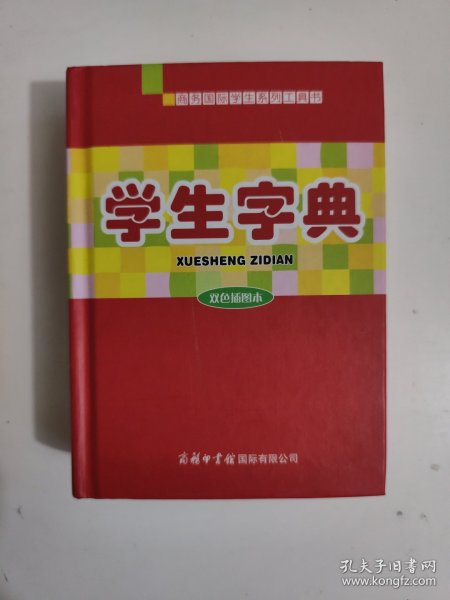 商务国际学生系列工具书
学生字典
XUESHENG ZIDIAN
双色插图本
商务印书馆国际有限公司
孔夫子旧书网
www.kongfz.com